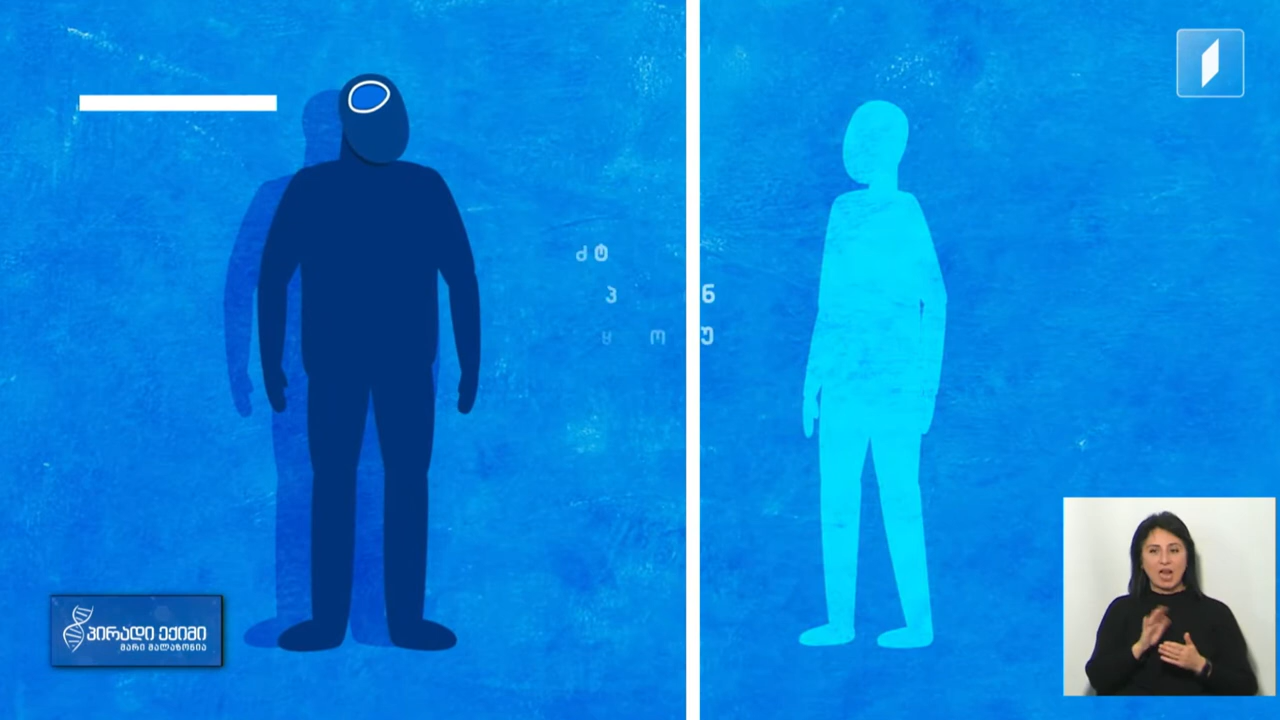 ძ ტ
პ ნ
ყ ო უ
პირადი ექიმი
მარი მალაზონია